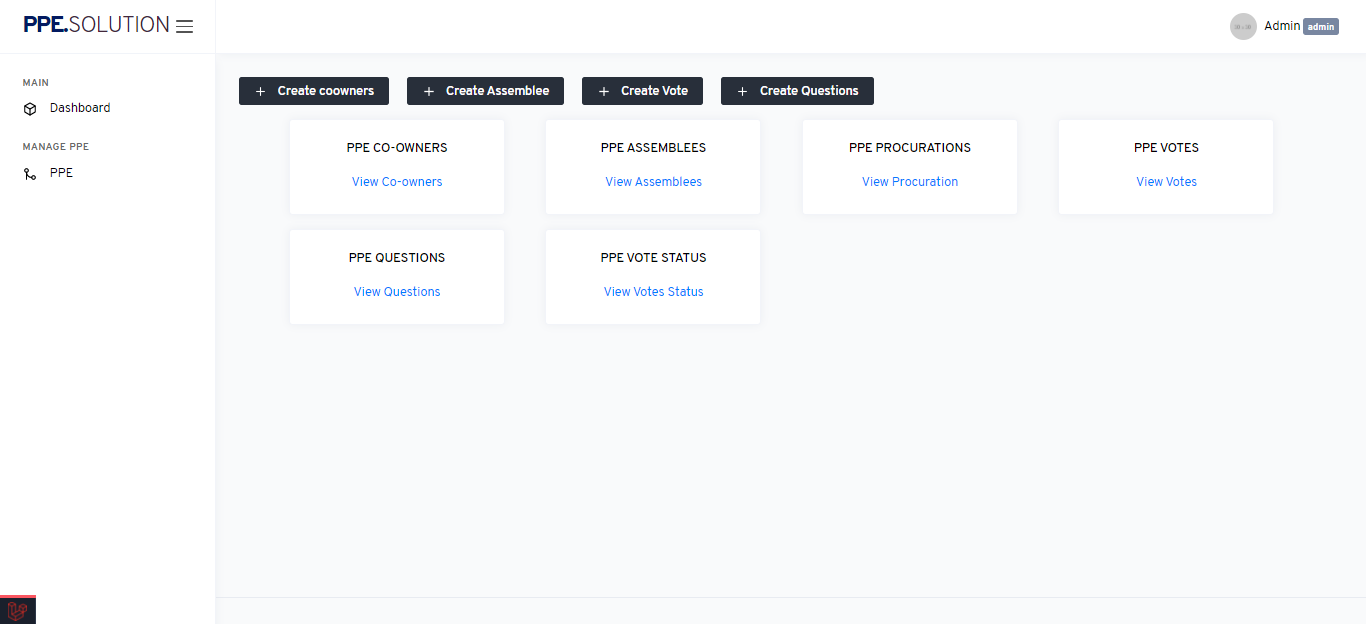 PPE.SOLUTION
Admin admin
MAIN
Dashboard
MANAGE PPE
PPE
Create coowners
Create Assemblee
Create Vote
Create Questions
PPE CO-OWNERS
View Co-owners
PPE ASSEMBLEES
View Assemblees
PPE PROCURATIONS
View Procuration
PPE VOTES
View Votes
PPE QUESTIONS
View Questions
PPE VOTE STATUS
View Votes Status